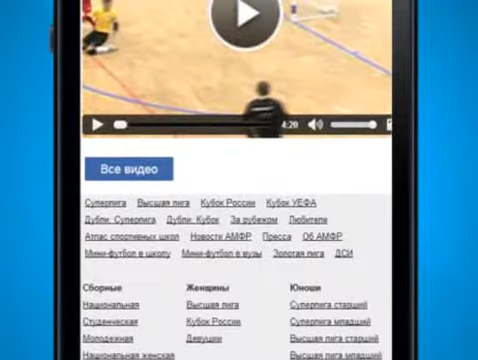 4:20
Все видео
Суперлига Высшая лига Кубок России Кубок УЕФА
Дубли. Суперлига Дубли. Кубок За рубежом Любители
Атлас спортивных школ Новости АМФР Пресса Об АМФР
Мини-футбол в школу Мини-футбол в вузы Золотая лига ДСИ
Сборные Женщины Юноши
Национальная Высшая лига Суперлига старший
Студенческая Кубок России Суперлига младший
Молодежная Девушки Высшая лига старший
Национальная женская Высшая лига младший